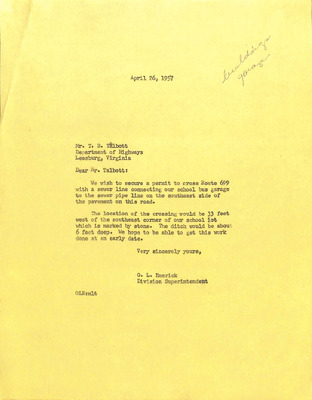 buildings
garage
April 26, 1957
Mr. T. B. Talbott
Department of Highways
Leesburg, Virginia
Dear Mr. Talbott:
We wish to secure a permit to cross Route 699
with a sewer line connecting our school bus garage
to the sewer pipe line on the southeast side of
the pavement on this road.
The location of the crossing would be 33 feet
west of the southeast corner of our school lot
which is marked by stone. The ditch would be about
6 feet deep. We hope to be able to get this work
done at an early date.
Very sincerely yours,
O. L. Emerick
Division Superintendent
OLE:mlt